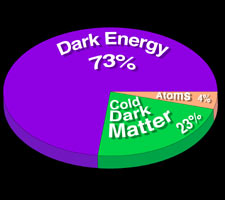 Dark Energy
73%
Atoms 4%
Cold
Dark
Matter
23%